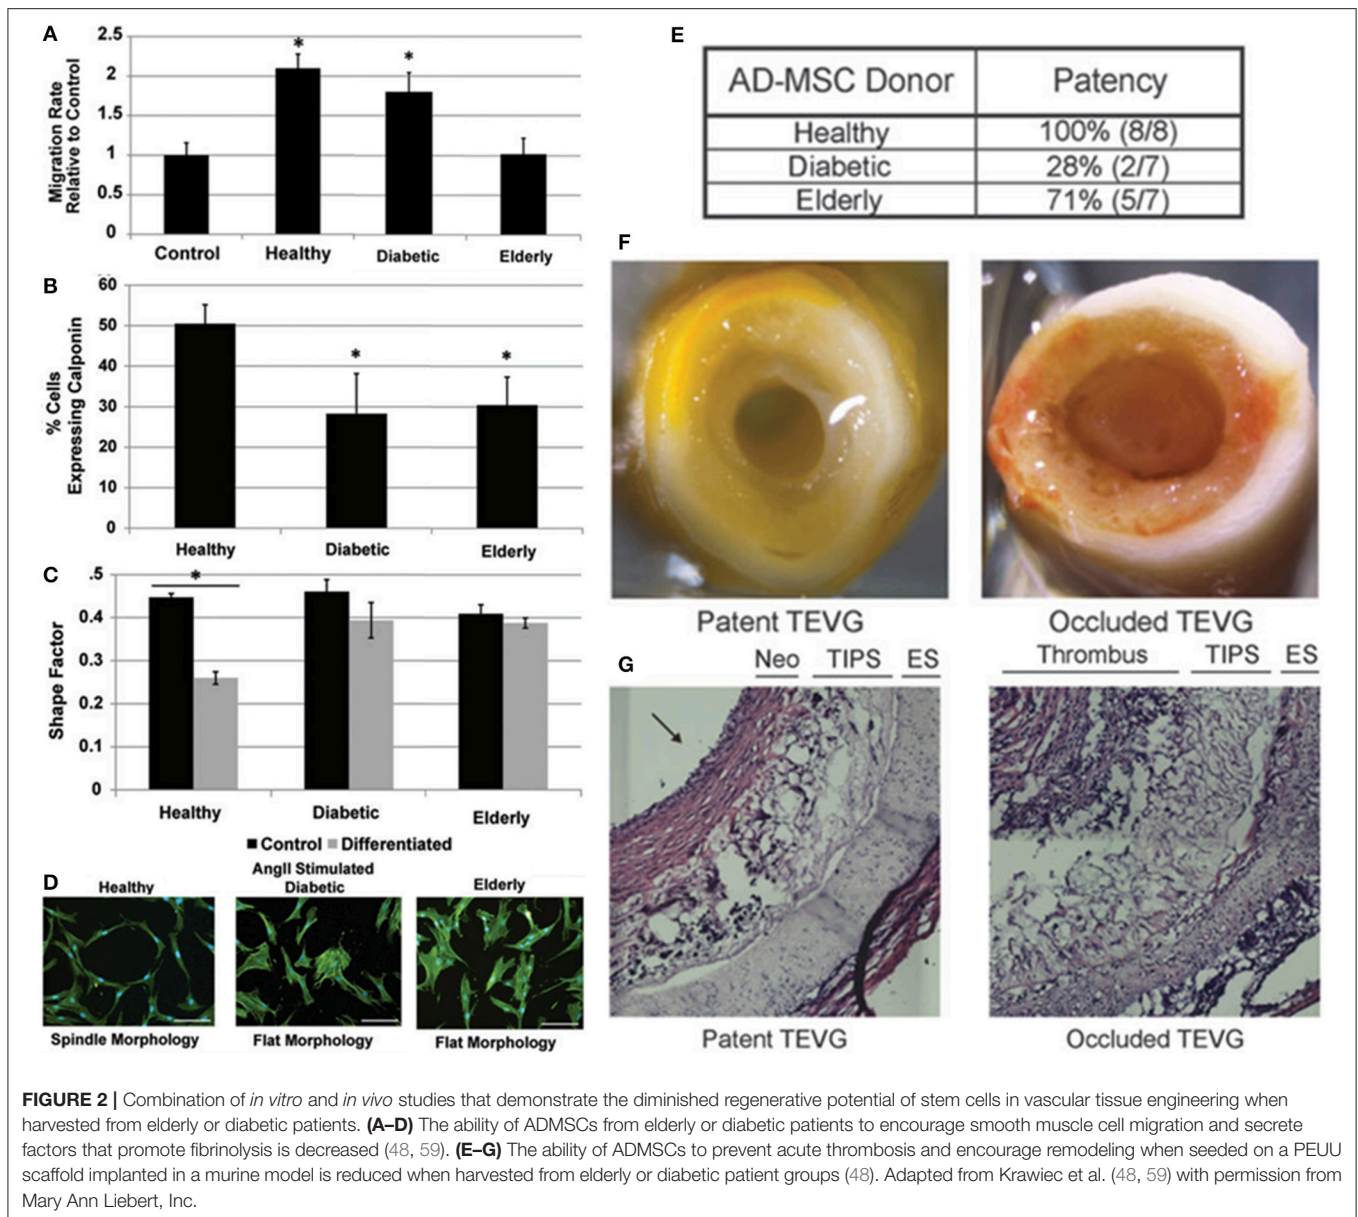 A
2.5
2
1.5
1
0.5
0
Migration Rate
Relative to Control
*
*
Control
Healthy
Diabetic
Elderly
B
60
50
40
30
20
10
0
% Cells
Expressing Calponin
*
*
Healthy
Diabetic
Elderly
C
.5
0.4
0.3
0.2
0.1
0
Shape Factor
*
Healthy
Diabetic
Elderly
Control Differentiated
D
AngII Stimulated
Healthy
Diabetic
Elderly
Spindle Morphology
Flat Morphology
Flat Morphology
E
AD-MSC Donor Patency
Healthy 100% (8/8)
Diabetic 28% (2/7)
Elderly 71% (5/7)
F
Patent TEVG
Occluded TEVG
G
Neo TIPS ES
Thrombus TIPS ES
Patent TEVG
Occluded TEVG
FIGURE 2 | Combination of in vitro and in vivo studies that demonstrate the diminished regenerative potential of stem cells in vascular tissue engineering when
harvested from elderly or diabetic patients. (A–D) The ability of ADMSCs from elderly or diabetic patients to encourage smooth muscle cell migration and secrete
factors that promote fibrinolysis is decreased (48, 59). (E–G) The ability of ADMSCs to prevent acute thrombosis and encourage remodeling when seeded on a PEUU
scaffold implanted in a murine model is reduced when harvested from elderly or diabetic patient groups (48). Adapted from Krawiec et al. (48, 59) with permission from
Mary Ann Liebert, Inc.